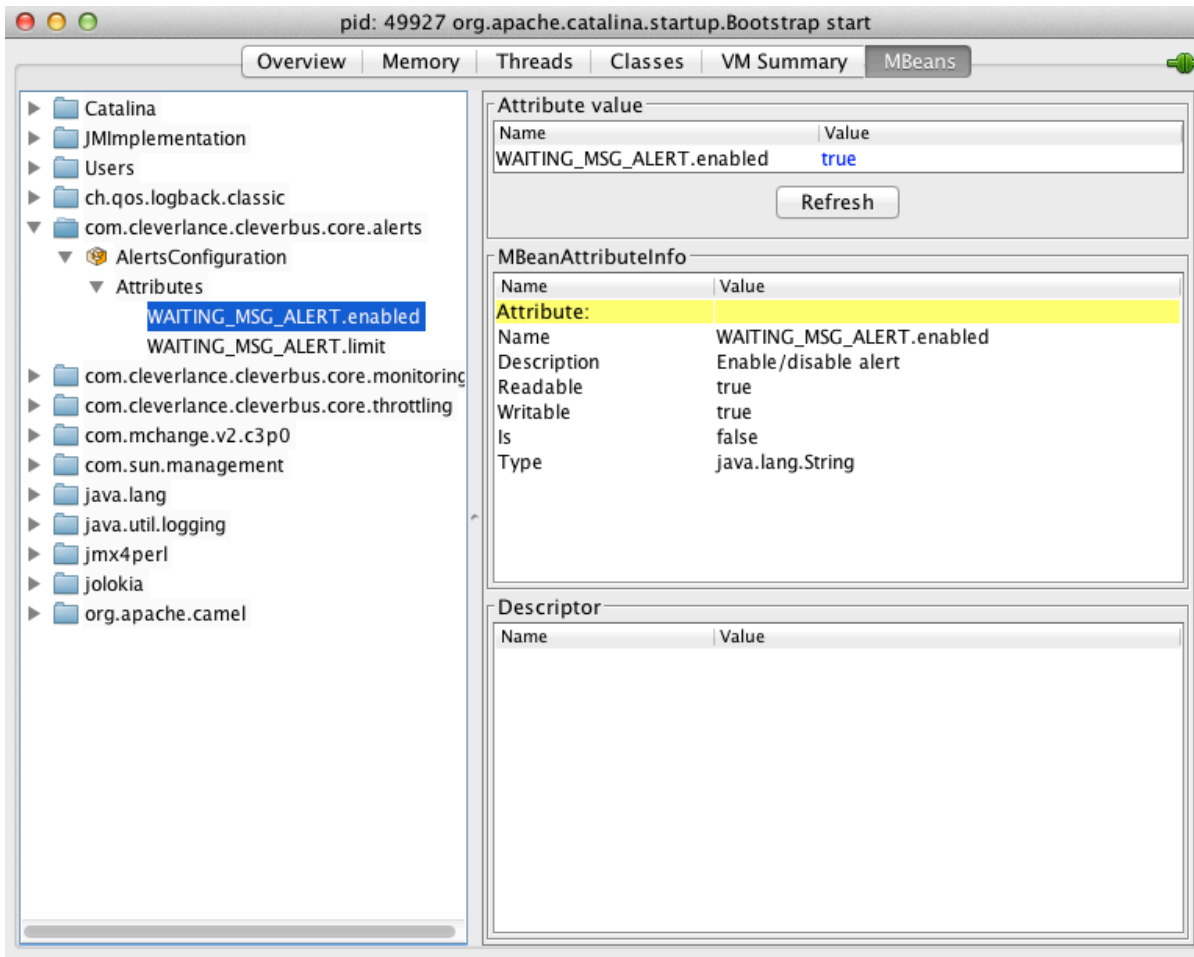 pid: 49927 org.apache.catalina.startup.Bootstrap start
Overview Memory Threads Classes VM Summary MBeans
Catalina
JMImplementation
Users
ch.qos.logback.classic
com.cleverlance.cleverbus.core.alerts
AlertsConfiguration
Attributes
WAITING_MSG_ALERT.enabled
WAITING_MSG_ALERT.limit
com.cleverlance.cleverbus.core.monitoring
com.cleverlance.cleverbus.core.throttling
com.mchange.v2.c3p0
com.sun.management
java.lang
java.util.logging
jmx4perl
jolokia
org.apache.camel
Attribute value
Name Value
WAITING_MSG_ALERT.enabled true
Refresh
MBeanAttributeInfo
Name Value
Attribute:
Name WAITING_MSG_ALERT.enabled
Description Enable/disable alert
Readable true
Writable true
Is false
Type java.lang.String
Descriptor
Name Value